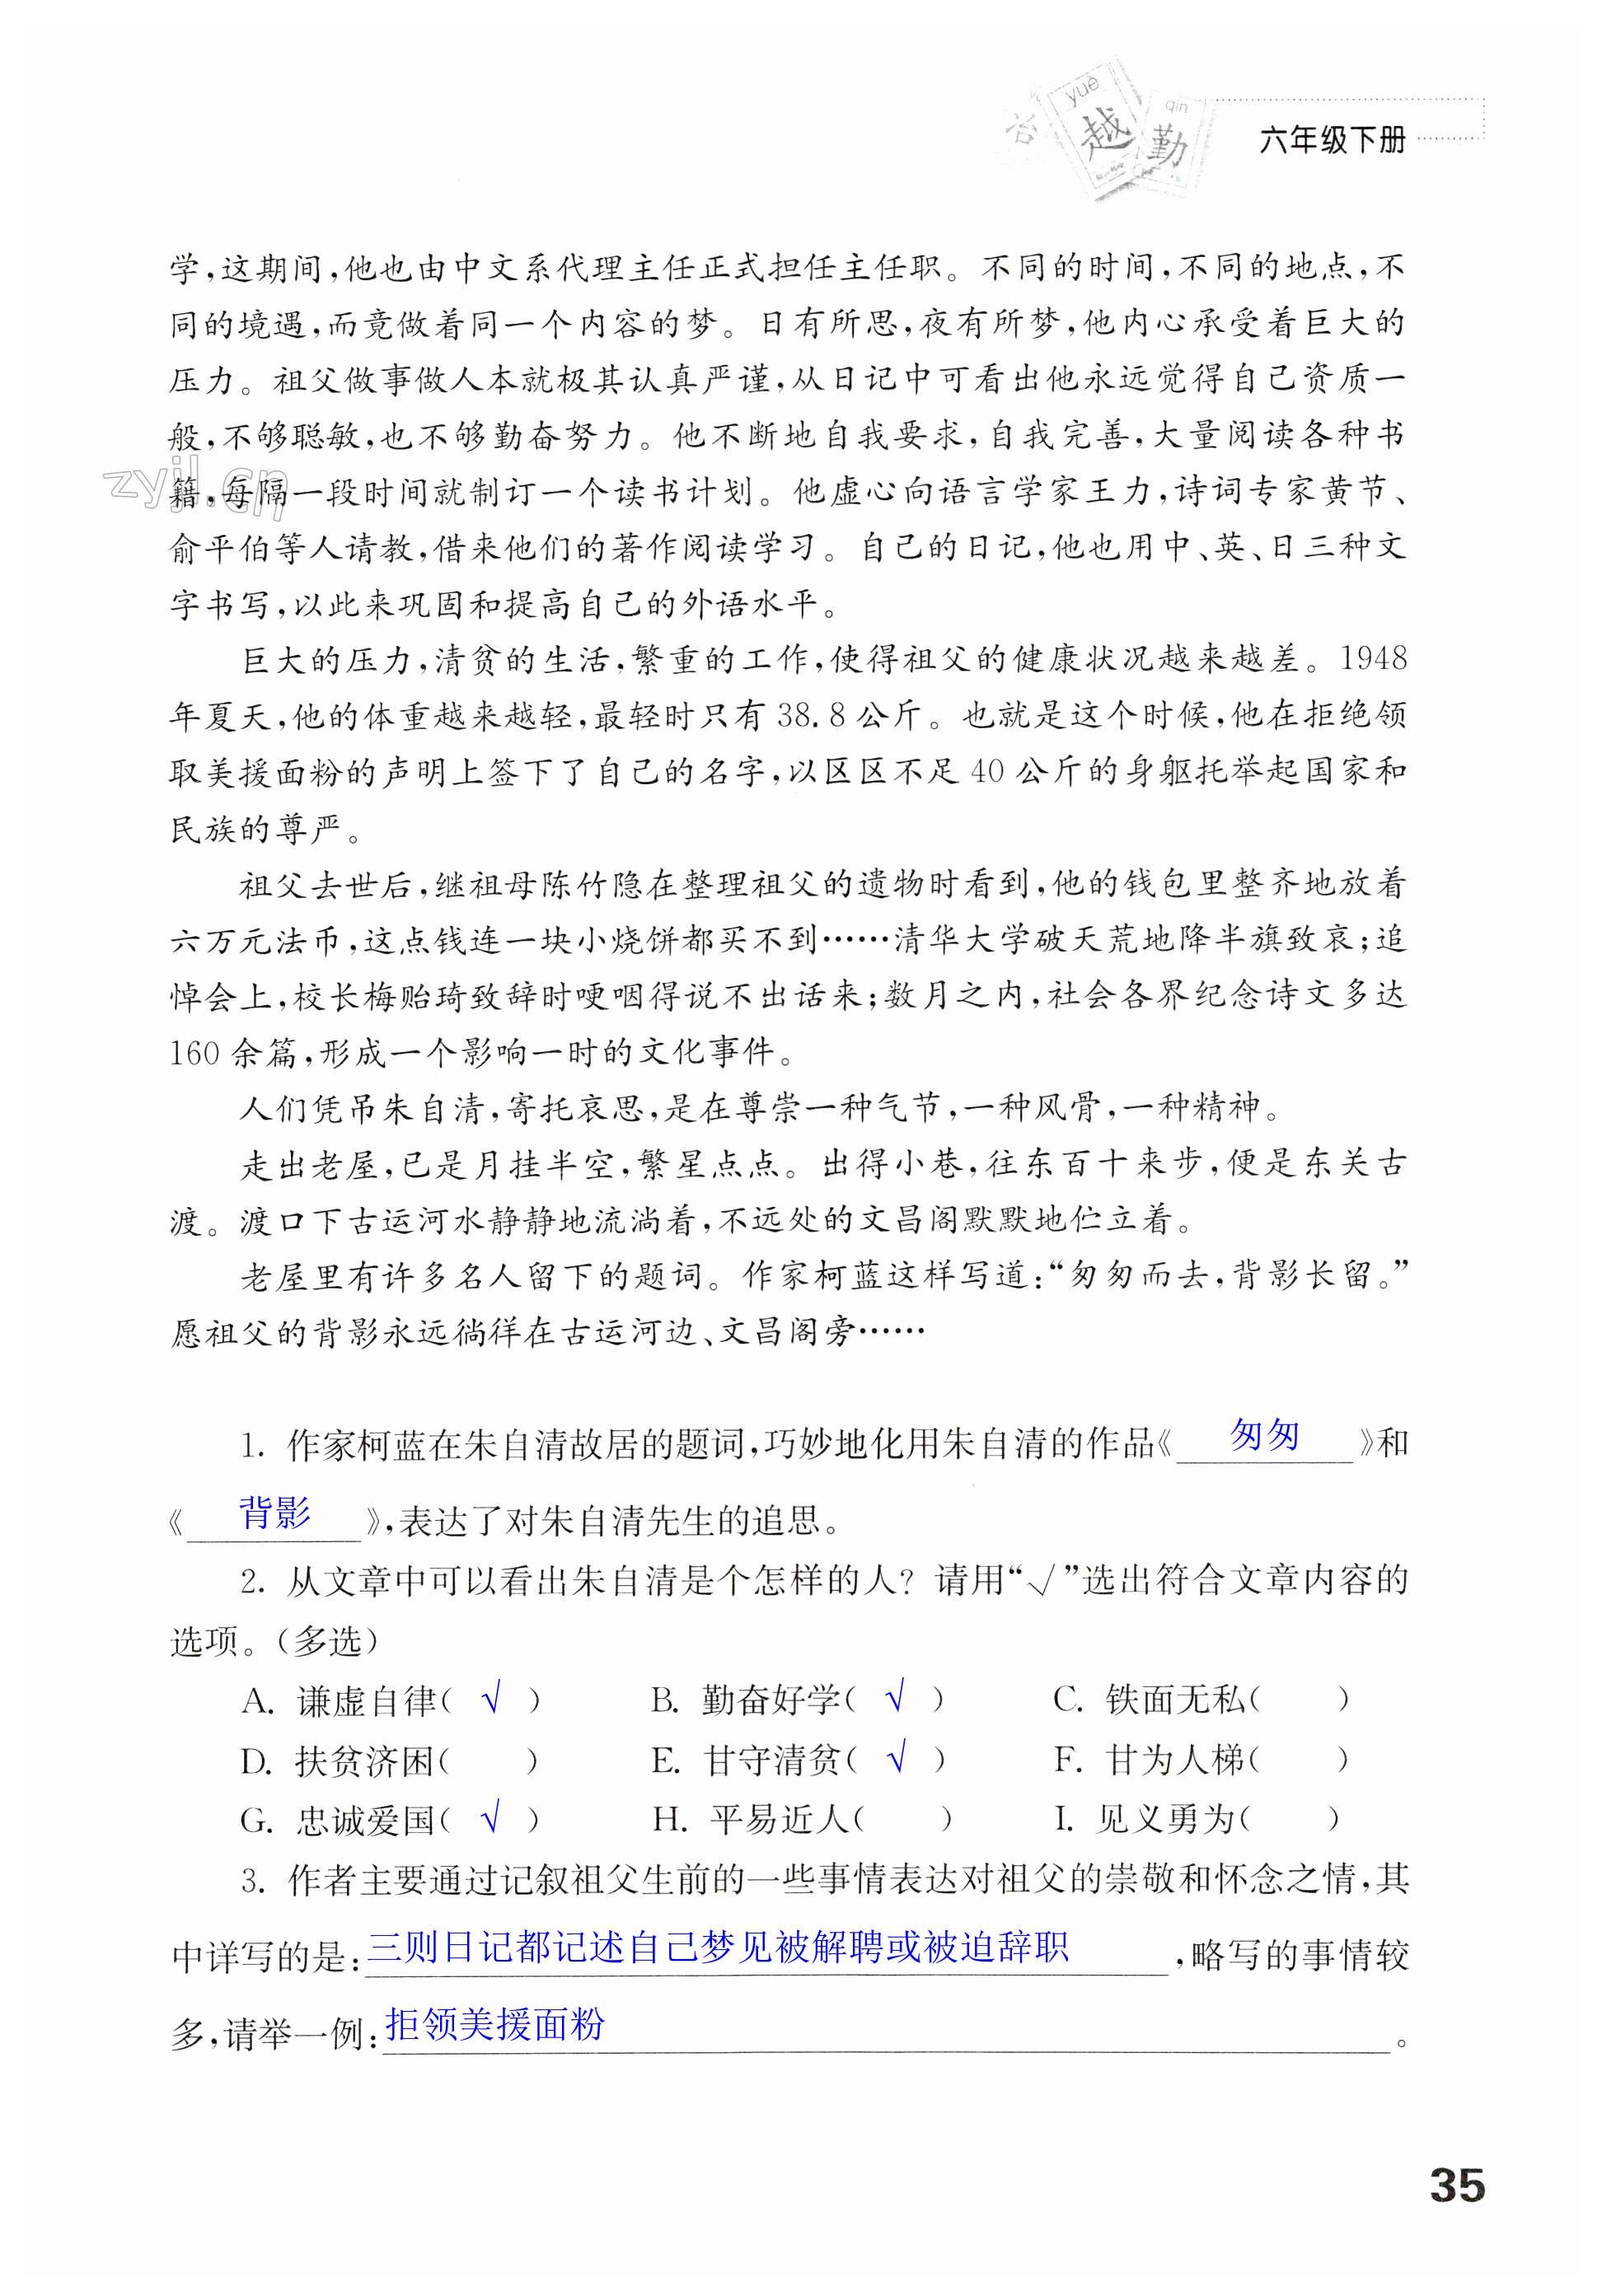 yuè
越
qín
勤
六年级下册
学,这期间,他也由中文系代理主任正式担任主任职。不同的时间,不同的地点,不
同的境遇,而竟做着同一个内容的梦。日有所思,夜有所梦,他内心承受着巨大的
压力。祖父做事做人本就极其认真严谨,从日记中可看出他永远觉得自己资质一
般,不够聪敏,也不够勤奋努力。他不断地自我要求,自我完善,大量阅读各种书
籍,每隔一段时间就制订一个读书计划。他虚心向语言学家王力,诗词专家黄节、
zyjl.cn
俞平伯等人请教,借来他们的著作阅读学习。自己的日记,他也用中、英、日三种文
字书写,以此来巩固和提高自己的外语水平。
巨大的压力,清贫的生活,繁重的工作,使得祖父的健康状况越来越差。1948
年夏天,他的体重越来越轻,最轻时只有 38.8 公斤。也就是这个时候,他在拒绝领
取美援面粉的声明上签下了自己的名字,以区区不足 40 公斤的身躯托举起国家和
民族的尊严。
祖父去世后,继祖母陈竹隐在整理祖父的遗物时看到,他的钱包里整齐地放着
六万元法币,这点钱连一块小烧饼都买不到……清华大学破天荒地降半旗致哀;追
悼会上,校长梅贻琦致辞时哽咽得说不出话来;数月之内,社会各界纪念诗文多达
160 余篇,形成一个影响一时的文化事件。
人们凭吊朱自清,寄托哀思,是在尊崇一种气节,一种风骨,一种精神。
走出老屋,已是月挂半空,繁星点点。出得小巷,往东百十来步,便是东关古
渡。渡口下古运河水静静地流淌着,不远处的文昌阁默默地伫立着。
老屋里有许多名人留下的题词。作家柯蓝这样写道:“匆匆而去,背影长留。”
愿祖父的背影永远徜徉在古运河边、文昌阁旁……
1. 作家柯蓝在朱自清故居的题词,巧妙地化用朱自清的作品《 匆匆 》和
《 背影 》,表达了对朱自清先生的追思。
2. 从文章中可以看出朱自清是个怎样的人?请用“√”选出符合文章内容的
选项。(多选)
A. 谦虚自律( √ ) B. 勤奋好学( √ ) C. 铁面无私( )
D. 扶贫济困( ) E. 甘守清贫( √ ) F. 甘为人梯( )
G. 忠诚爱国( √ ) H. 平易近人( ) I. 见义勇为( )
3. 作者主要通过记叙祖父生前的一些事情表达对祖父的崇敬和怀念之情,其
中详写的是:三则日记都记述自己梦见被解聘或被迫辞职,略写的事情较
多,请举一例:拒领美援面粉。
35